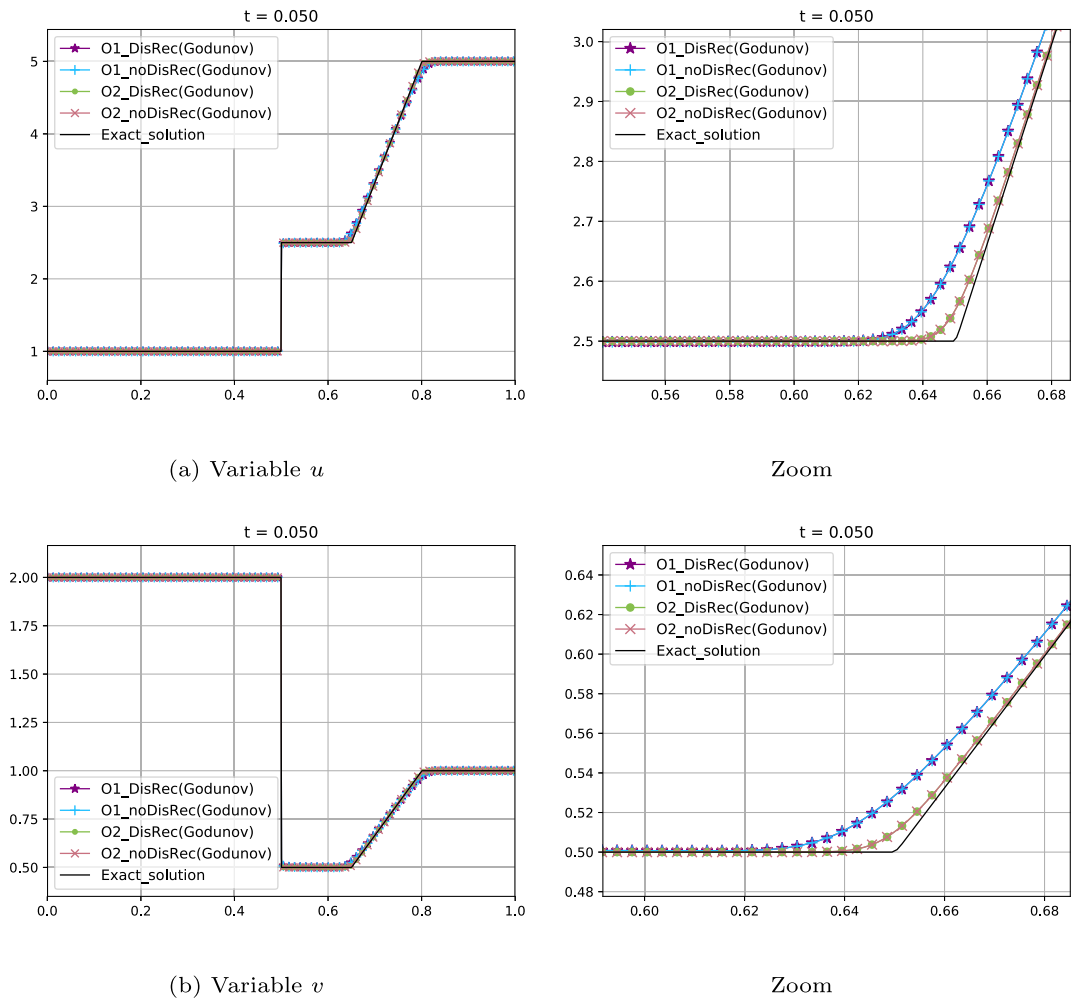 t = 0.050
O1_DisRec(Godunov)
O1_noDisRec(Godunov)
O2_DisRec(Godunov)
O2_noDisRec(Godunov)
Exact_solution
5
4
3
2
1
0.0 0.2 0.4 0.6 0.8 1.0
O1_DisRec(Godunov)
O1_noDisRec(Godunov)
O2_DisRec(Godunov)
O2_noDisRec(Godunov)
Exact_solution
3.0
2.9
2.8
2.7
2.6
2.5
0.56 0.58 0.60 0.62 0.64 0.66 0.68
(a) Variable u
Zoom
t = 0.050
2.00
1.75
1.50
1.25
1.00
0.75
0.50
O1_DisRec(Godunov)
O1_noDisRec(Godunov)
O2_DisRec(Godunov)
O2_noDisRec(Godunov)
Exact_solution
0.0 0.2 0.4 0.6 0.8 1.0
t = 0.050
O1_DisRec(Godunov)
O1_noDisRec(Godunov)
O2_DisRec(Godunov)
O2_noDisRec(Godunov)
Exact_solution
0.64
0.62
0.60
0.58
0.56
0.54
0.52
0.50
0.48
0.60 0.62 0.64 0.66 0.68
(b) Variable v
Zoom